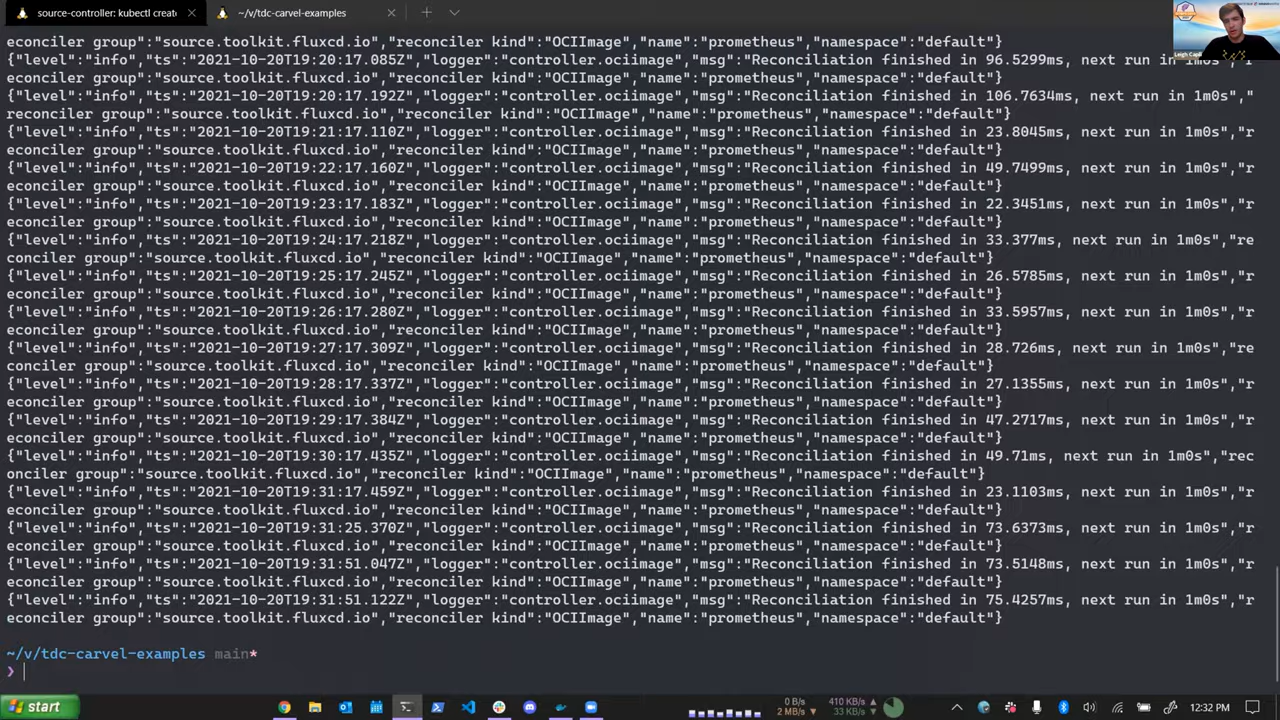 source-controller: kubectl create
~/v/tdc-carvel-examples
econciler group":"source.toolkit.fluxcd.io","reconciler kind":"OCIImage","name":"prometheus","namespace":"default"}
{"level":"info","ts":"2021-10-20T19:20:17.085Z","logger":"controller.ociimage","msg":"Reconciliation finished in 96.5299ms, next run in 1m0s","r
econciler group":"source.toolkit.fluxcd.io","reconciler kind":"OCIImage","name":"prometheus","namespace":"default"}
{"level":"info","ts":"2021-10-20T19:20:17.192Z","logger":"controller.ociimage","msg":"Reconciliation finished in 106.7634ms, next run in 1m0s","
reconciler group":"source.toolkit.fluxcd.io","reconciler kind":"OCIImage","name":"prometheus","namespace":"default"}
{"level":"info","ts":"2021-10-20T19:21:17.110Z","logger":"controller.ociimage","msg":"Reconciliation finished in 23.8045ms, next run in 1m0s","r
econciler group":"source.toolkit.fluxcd.io","reconciler kind":"OCIImage","name":"prometheus","namespace":"default"}
{"level":"info","ts":"2021-10-20T19:22:17.160Z","logger":"controller.ociimage","msg":"Reconciliation finished in 49.7499ms, next run in 1m0s","r
econciler group":"source.toolkit.fluxcd.io","reconciler kind":"OCIImage","name":"prometheus","namespace":"default"}
{"level":"info","ts":"2021-10-20T19:23:17.183Z","logger":"controller.ociimage","msg":"Reconciliation finished in 22.3451ms, next run in 1m0s","r
econciler group":"source.toolkit.fluxcd.io","reconciler kind":"OCIImage","name":"prometheus","namespace":"default"}
{"level":"info","ts":"2021-10-20T19:24:17.218Z","logger":"controller.ociimage","msg":"Reconciliation finished in 33.377ms, next run in 1m0s","re
conciler group":"source.toolkit.fluxcd.io","reconciler kind":"OCIImage","name":"prometheus","namespace":"default"}
{"level":"info","ts":"2021-10-20T19:25:17.245Z","logger":"controller.ociimage","msg":"Reconciliation finished in 26.5785ms, next run in 1m0s","r
econciler group":"source.toolkit.fluxcd.io","reconciler kind":"OCIImage","name":"prometheus","namespace":"default"}
{"level":"info","ts":"2021-10-20T19:26:17.280Z","logger":"controller.ociimage","msg":"Reconciliation finished in 33.5957ms, next run in 1m0s","r
econciler group":"source.toolkit.fluxcd.io","reconciler kind":"OCIImage","name":"prometheus","namespace":"default"}
{"level":"info","ts":"2021-10-20T19:27:17.309Z","logger":"controller.ociimage","msg":"Reconciliation finished in 28.726ms, next run in 1m0s","re
conciler group":"source.toolkit.fluxcd.io","reconciler kind":"OCIImage","name":"prometheus","namespace":"default"}
{"level":"info","ts":"2021-10-20T19:28:17.337Z","logger":"controller.ociimage","msg":"Reconciliation finished in 27.1355ms, next run in 1m0s","r
econciler group":"source.toolkit.fluxcd.io","reconciler kind":"OCIImage","name":"prometheus","namespace":"default"}
{"level":"info","ts":"2021-10-20T19:29:17.384Z","logger":"controller.ociimage","msg":"Reconciliation finished in 47.2717ms, next run in 1m0s","r
econciler group":"source.toolkit.fluxcd.io","reconciler kind":"OCIImage","name":"prometheus","namespace":"default"}
{"level":"info","ts":"2021-10-20T19:30:17.435Z","logger":"controller.ociimage","msg":"Reconciliation finished in 49.71ms, next run in 1m0s","rec
onciler group":"source.toolkit.fluxcd.io","reconciler kind":"OCIImage","name":"prometheus","namespace":"default"}
{"level":"info","ts":"2021-10-20T19:31:17.459Z","logger":"controller.ociimage","msg":"Reconciliation finished in 23.1103ms, next run in 1m0s","r
econciler group":"source.toolkit.fluxcd.io","reconciler kind":"OCIImage","name":"prometheus","namespace":"default"}
{"level":"info","ts":"2021-10-20T19:31:25.370Z","logger":"controller.ociimage","msg":"Reconciliation finished in 73.6373ms, next run in 1m0s","r
econciler group":"source.toolkit.fluxcd.io","reconciler kind":"OCIImage","name":"prometheus","namespace":"default"}
{"level":"info","ts":"2021-10-20T19:31:51.047Z","logger":"controller.ociimage","msg":"Reconciliation finished in 73.5148ms, next run in 1m0s","r
econciler group":"source.toolkit.fluxcd.io","reconciler kind":"OCIImage","name":"prometheus","namespace":"default"}
{"level":"info","ts":"2021-10-20T19:31:51.122Z","logger":"controller.ociimage","msg":"Reconciliation finished in 75.4257ms, next run in 1m0s","r
econciler group":"source.toolkit.fluxcd.io","reconciler kind":"OCIImage","name":"prometheus","namespace":"default"}
~/v/tdc-carvel-examples main*
❯
start
0 B/s 410 KB/s
2 MB/s 33 KB/s
12:32 PM